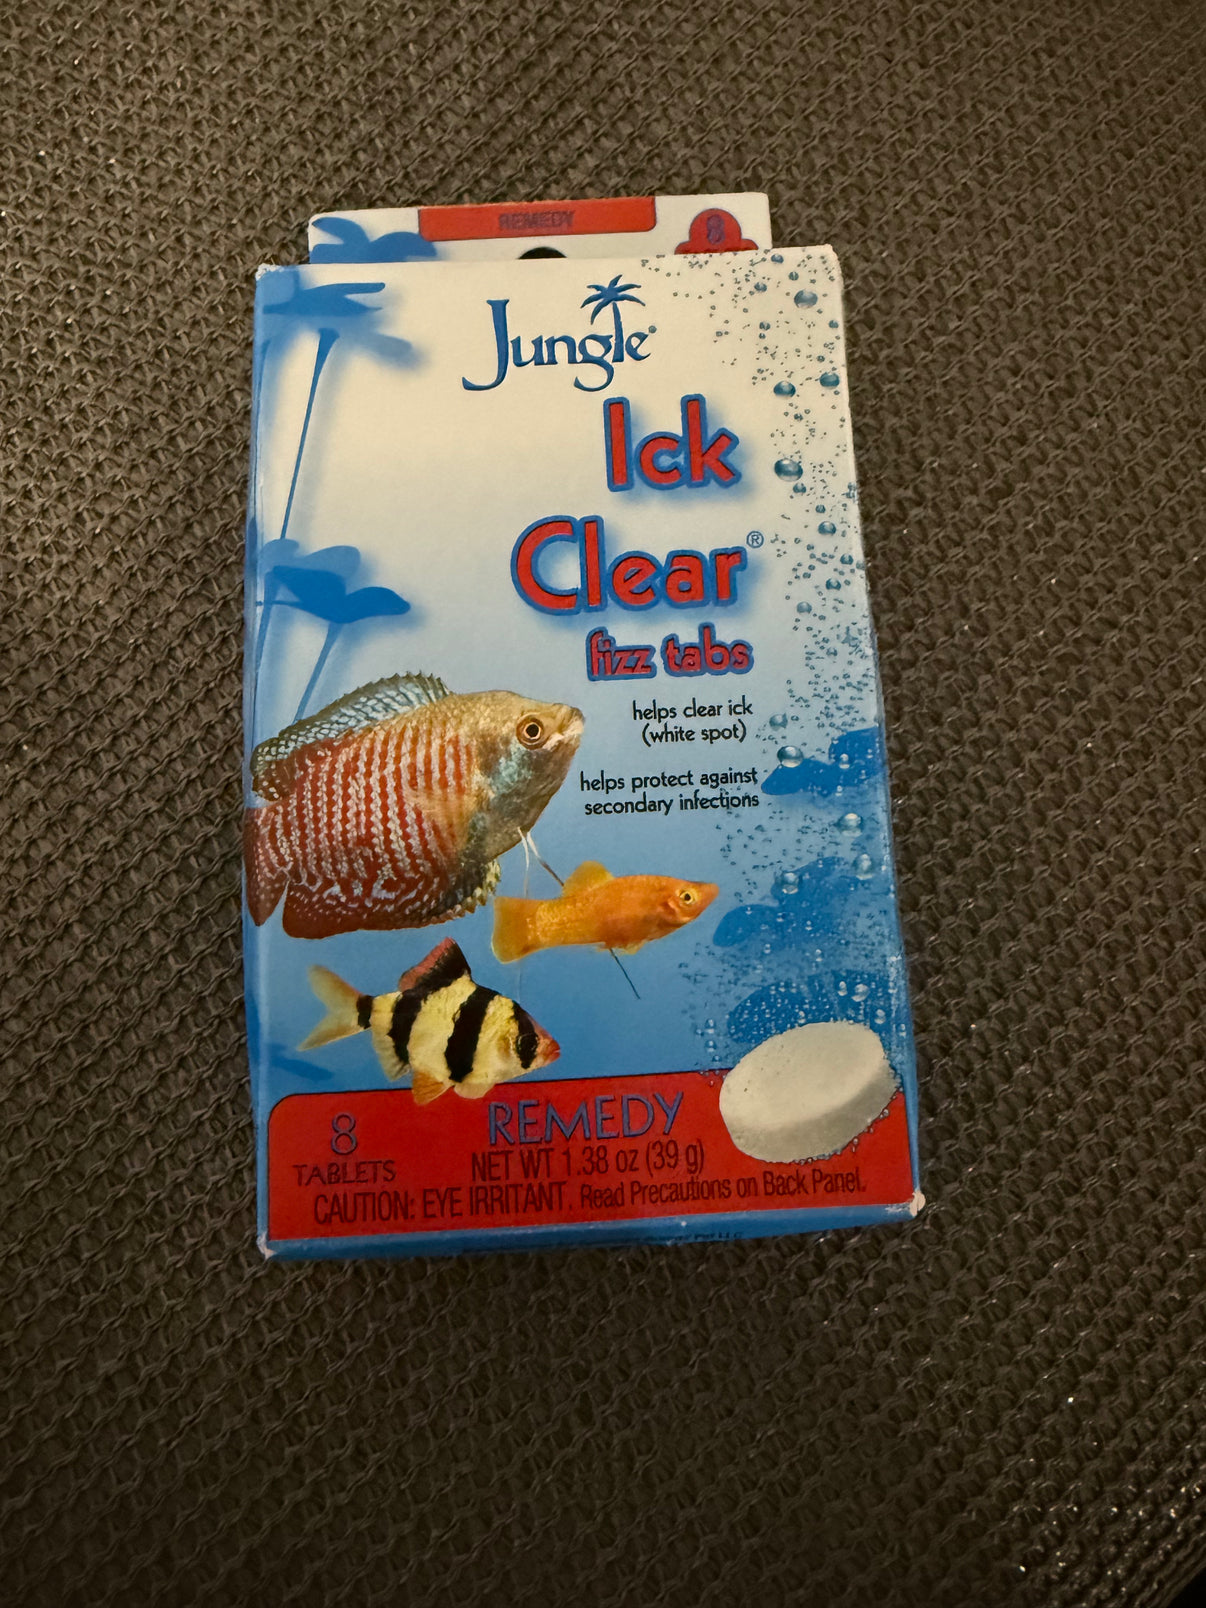 REMEDY
8
Jungle®
Ick
Clear®
fizz tabs
helps clear ick
(white spot)
helps protect against
secondary infections
8
TABLETS
REMEDY
NET WT 1.38 oz (39 g)
CAUTION: EYE IRRITANT. Read Precautions on Back Panel.